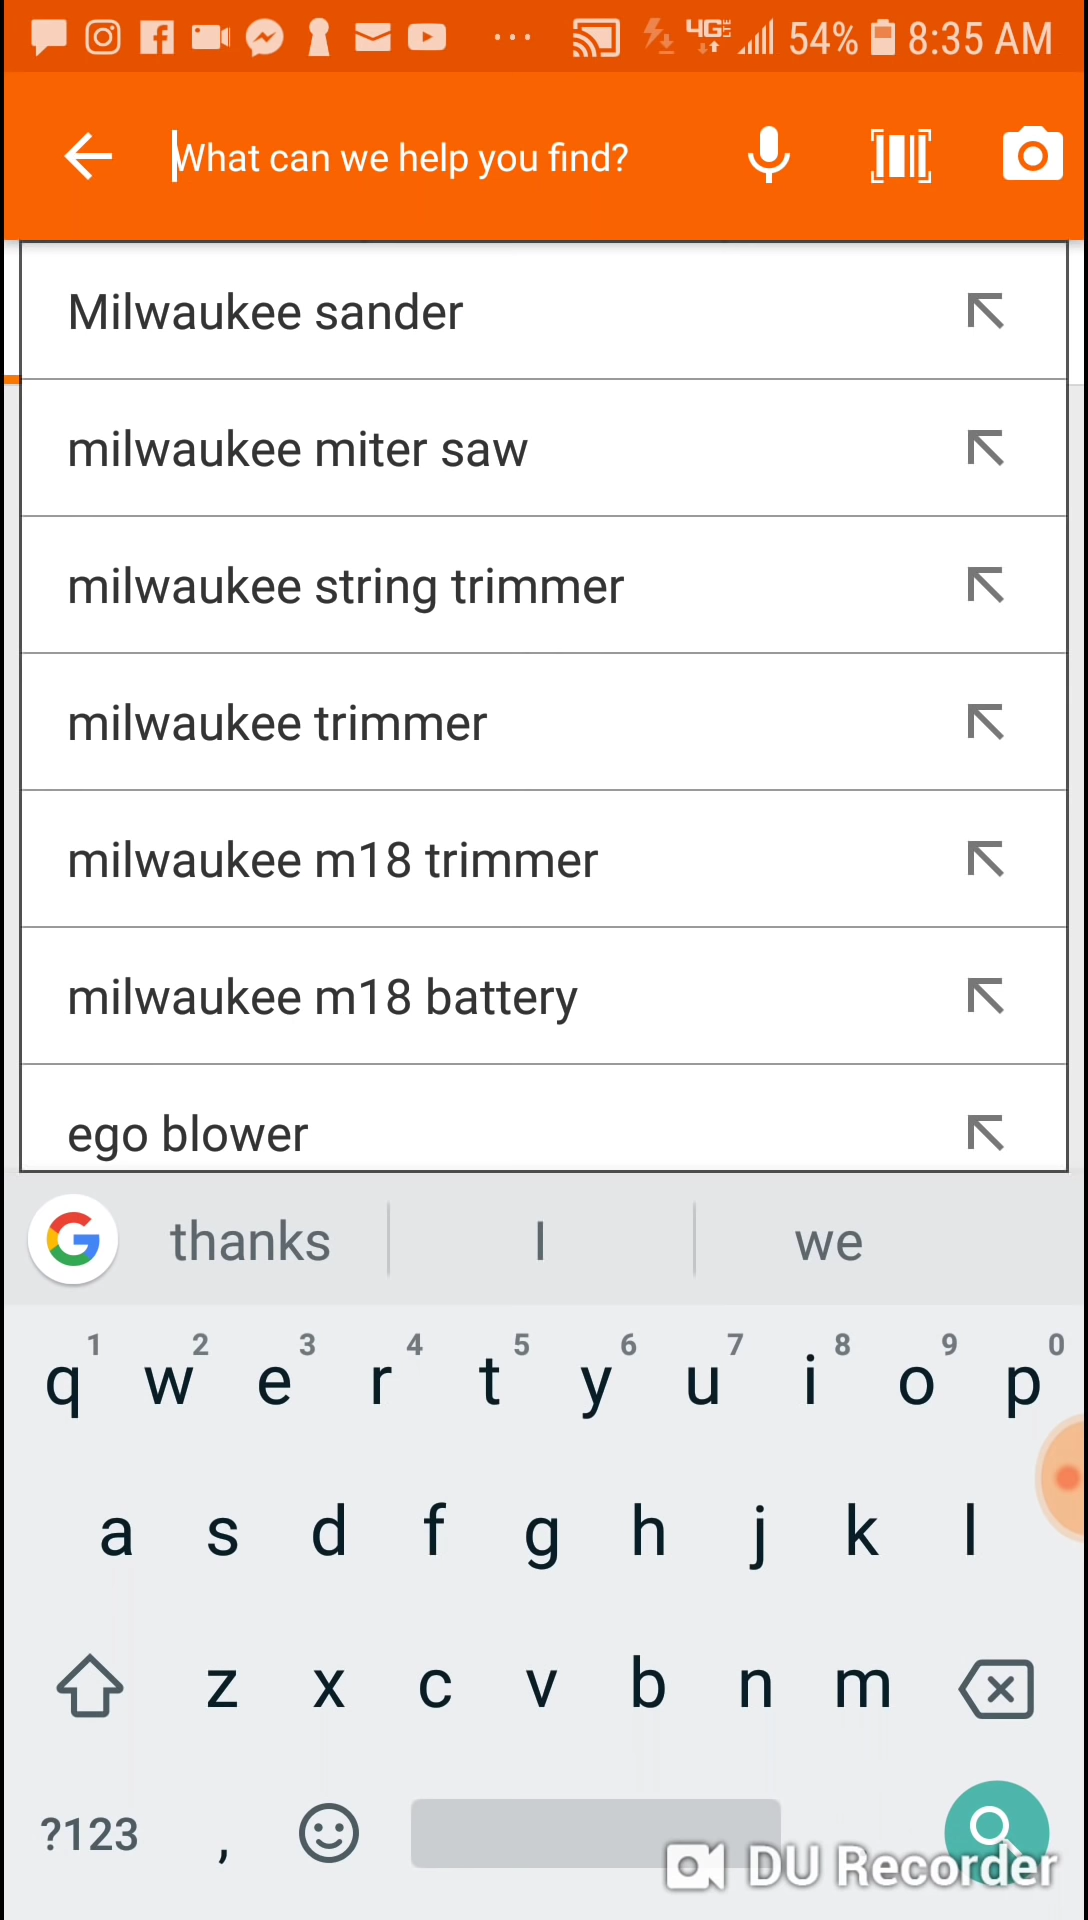 4G LTE 54% 8:35 AM
What can we help you find?
Milwaukee sander
milwaukee miter saw
milwaukee string trimmer
milwaukee trimmer
milwaukee m18 trimmer
milwaukee m18 battery
ego blower
thanks I we
1 2 3 4 5 6 7 8 9 0
q w e r t y u i o p
a s d f g h j k l
z x c v b n m
?123 ,
DU Recorder